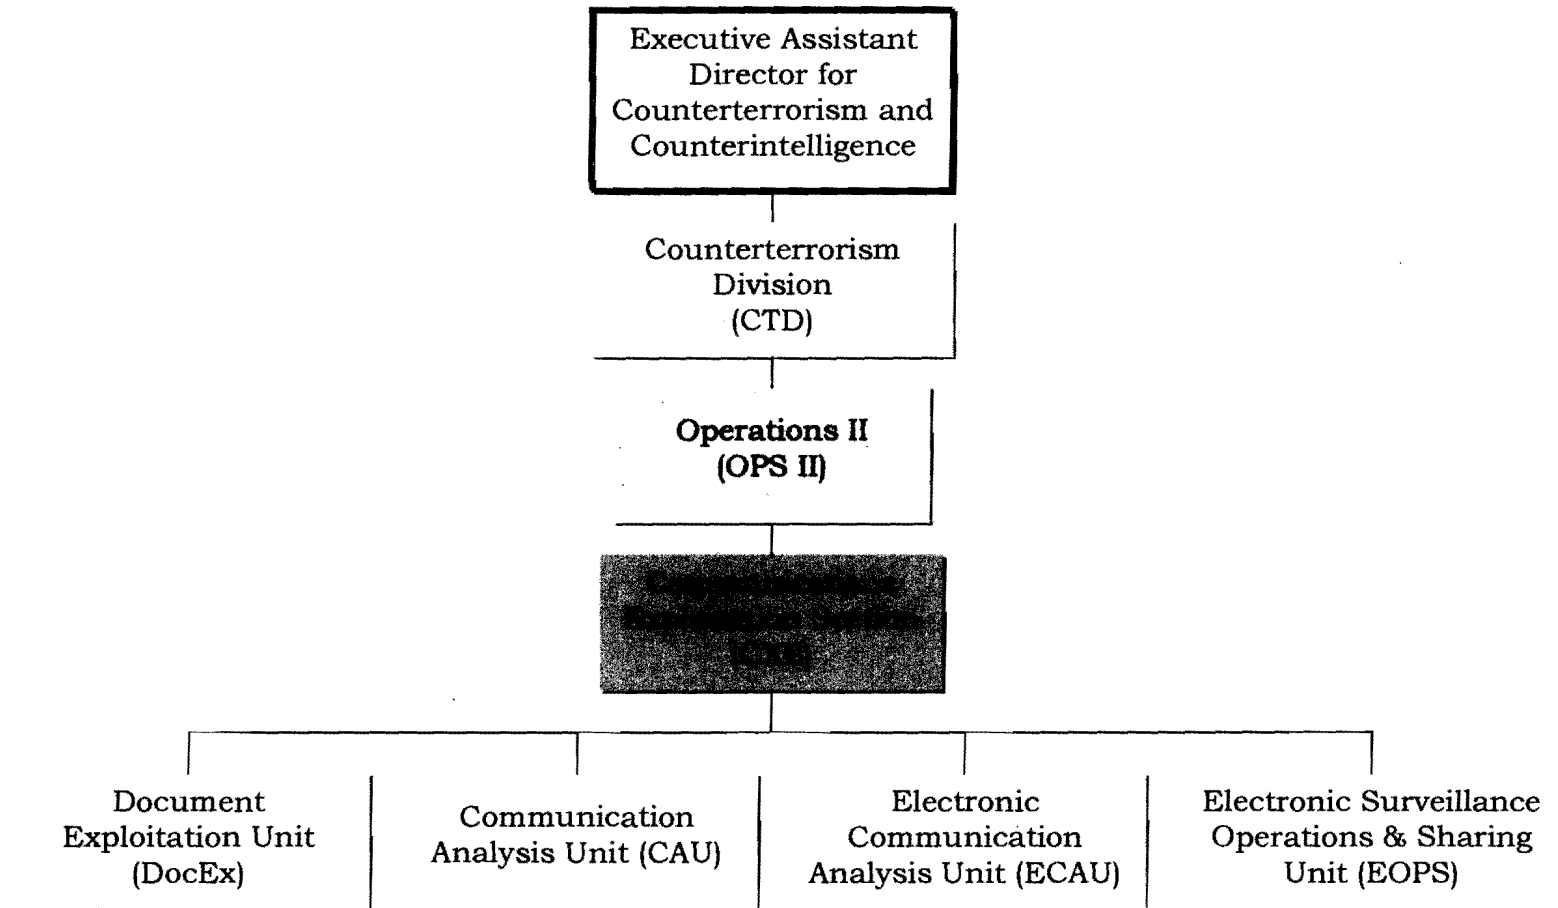 Executive Assistant
Director for
Counterterrorism and
Counterintelligence
Counterterrorism
Division
(CTD)
Operations II
(OPS II)
Document
Exploitation Unit
(DocEx)
Communication
Analysis Unit (CAU)
Electronic
Communication
Analysis Unit (ECAU)
Electronic Surveillance
Operations & Sharing
Unit (EOPS)